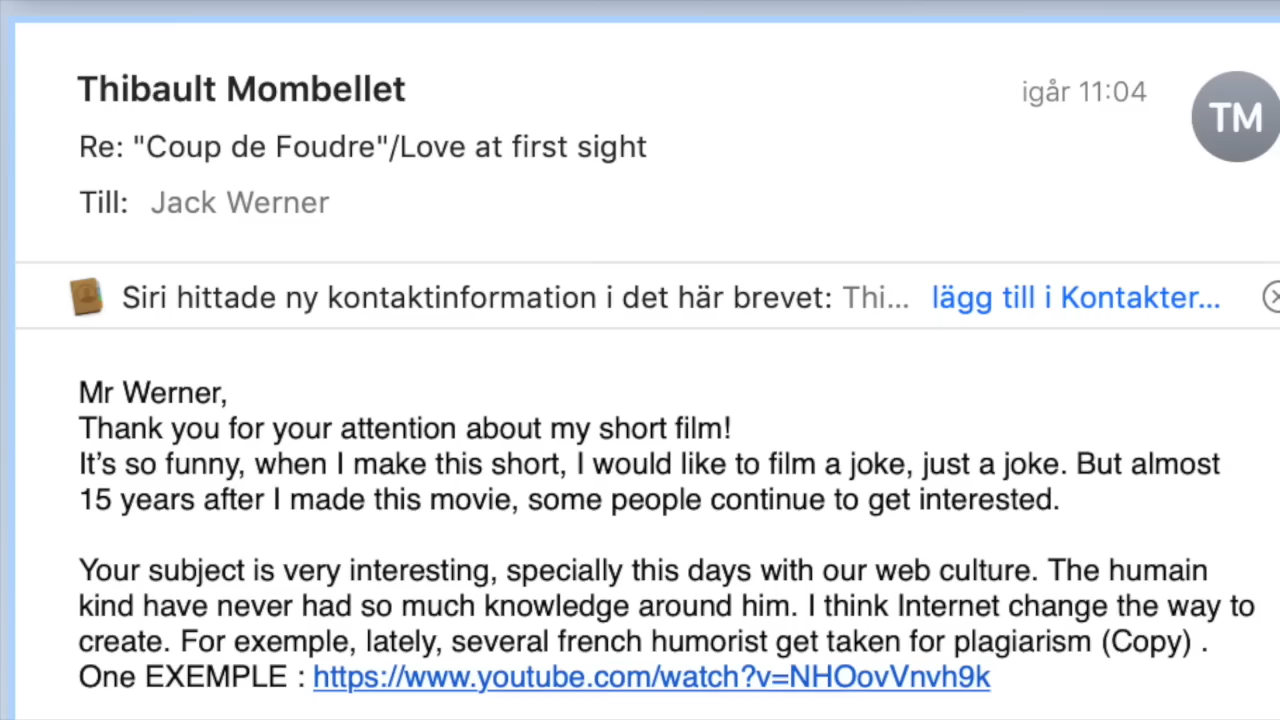 Thibault Mombellet
igår 11:04
TM
Re: "Coup de Foudre"/Love at first sight
Till: Jack Werner
Siri hittade ny kontaktinformation i det här brevet: Thi... lägg till i Kontakter...
Mr Werner,
Thank you for your attention about my short film!
It's so funny, when I make this short, I would like to film a joke, just a joke. But almost
15 years after I made this movie, some people continue to get interested.
Your subject is very interesting, specially this days with our web culture. The humain
kind have never had so much knowledge around him. I think Internet change the way to
create. For exemple, lately, several french humorist get taken for plagiarism (Copy) .
One EXEMPLE : https://www.youtube.com/watch?v=NHOovVnvh9k